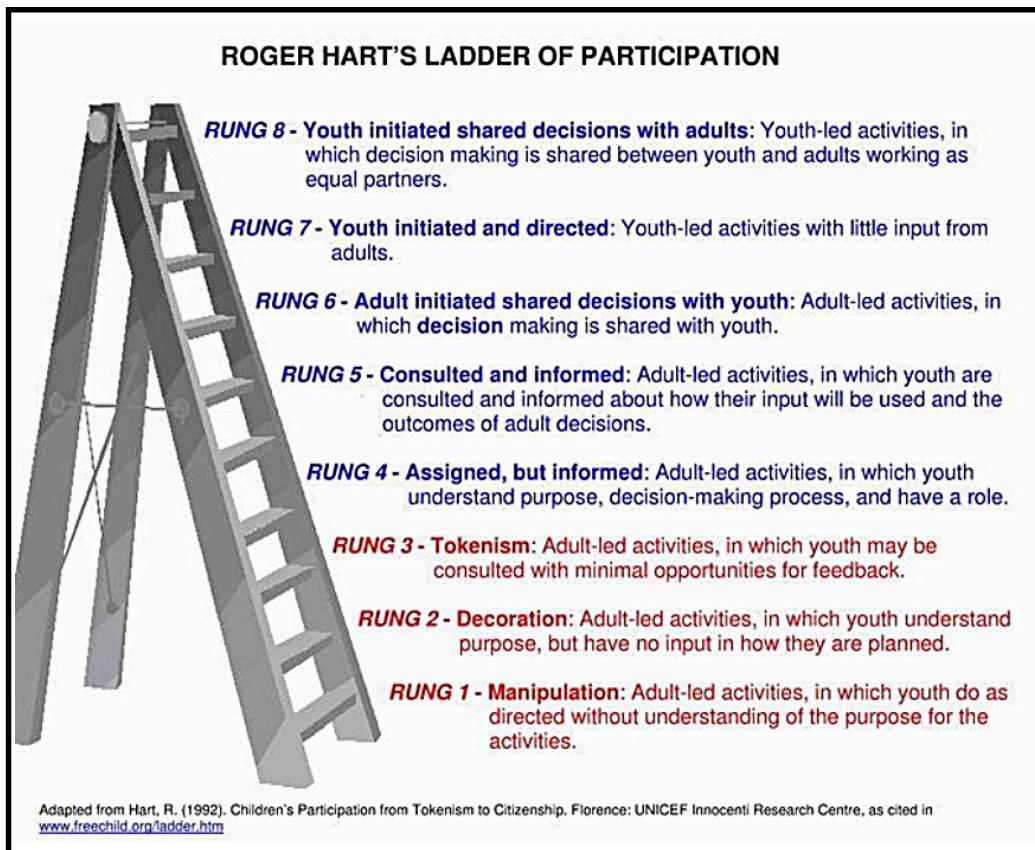 ROGER HART'S LADDER OF PARTICIPATION
RUNG 8 - Youth initiated shared decisions with adults: Youth-led activities, in
which decision making is shared between youth and adults working as
equal partners.
RUNG 7 - Youth initiated and directed: Youth-led activities with little input from
adults.
RUNG 6 - Adult initiated shared decisions with youth: Adult-led activities, in
which decision making is shared with youth.
RUNG 5 - Consulted and informed: Adult-led activities, in which youth are
consulted and informed about how their input will be used and the
outcomes of adult decisions.
RUNG 4 - Assigned, but informed: Adult-led activities, in which youth
understand purpose, decision-making process, and have a role.
RUNG 3 - Tokenism: Adult-led activities, in which youth may be
consulted with minimal opportunities for feedback.
RUNG 2 - Decoration: Adult-led activities, in which youth understand
purpose, but have no input in how they are planned.
RUNG 1 - Manipulation: Adult-led activities, in which youth do as
directed without understanding of the purpose for the
activities.
Adapted from Hart, R. (1992). Children's Participation from Tokenism to Citizenship. Florence: UNICEF Innocenti Research Centre, as cited in
www.freechild.org/ladder.htm